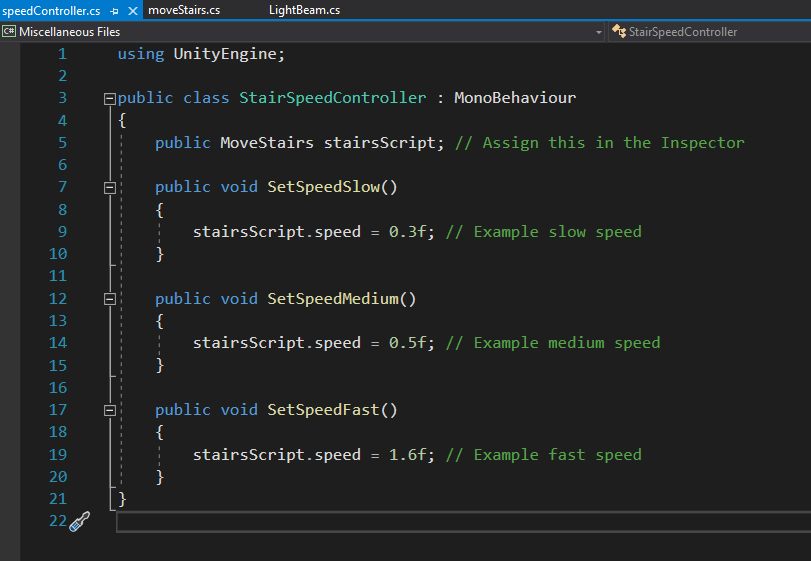 speedController.cs moveStairs.cs LightBeam.cs
C# Miscellaneous Files StairSpeedController
1 using UnityEngine;
2
3 public class StairSpeedController : MonoBehaviour
4 {
5 public MoveStairs stairsScript; // Assign this in the Inspector
6
7 public void SetSpeedSlow()
8 {
9 stairsScript.speed = 0.3f; // Example slow speed
10 }
11
12 public void SetSpeedMedium()
13 {
14 stairsScript.speed = 0.5f; // Example medium speed
15 }
16
17 public void SetSpeedFast()
18 {
19 stairsScript.speed = 1.6f; // Example fast speed
20 }
21 }
22